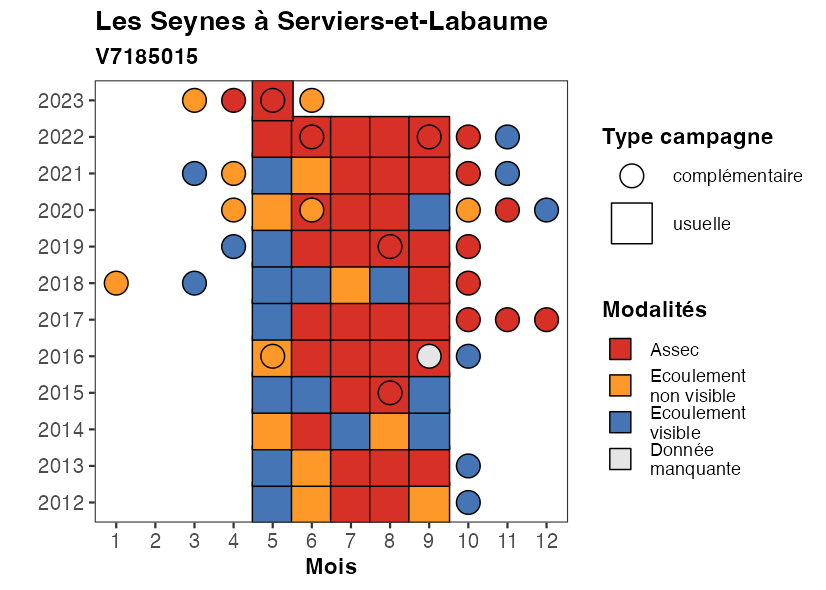 Les Seynes à Serviers-et-Labaume
V7185015
2023
2022
2021
2020
2019
2018
2017
2016
2015
2014
2013
2012
1 2 3 4 5 6 7 8 9 10 11 12
Mois
Type campagne
complémentaire
usuelle
Modalités
Assec
Ecoulement
non visible
Ecoulement
visible
Donnée
manquante